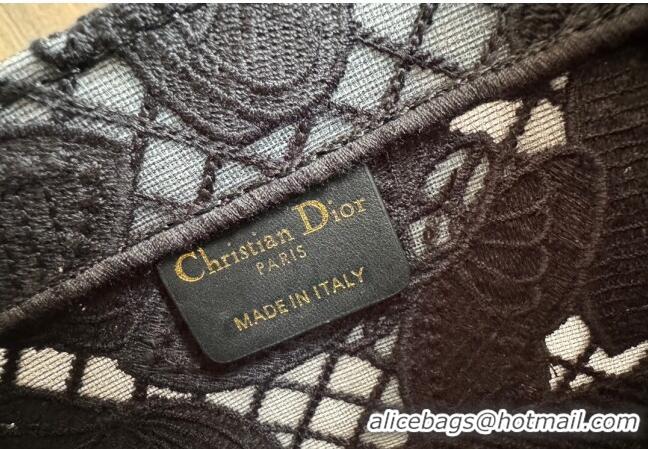 Christian Dior
PARIS
MADE IN ITALY
alicebags@hotmail.com